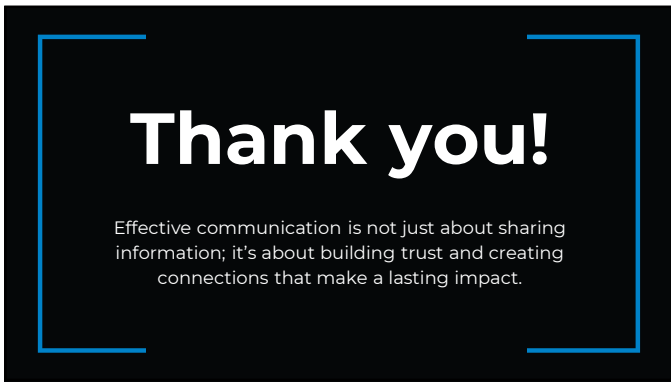 Thank you!
Effective communication is not just about sharing
information; it’s about building trust and creating
connections that make a lasting impact.